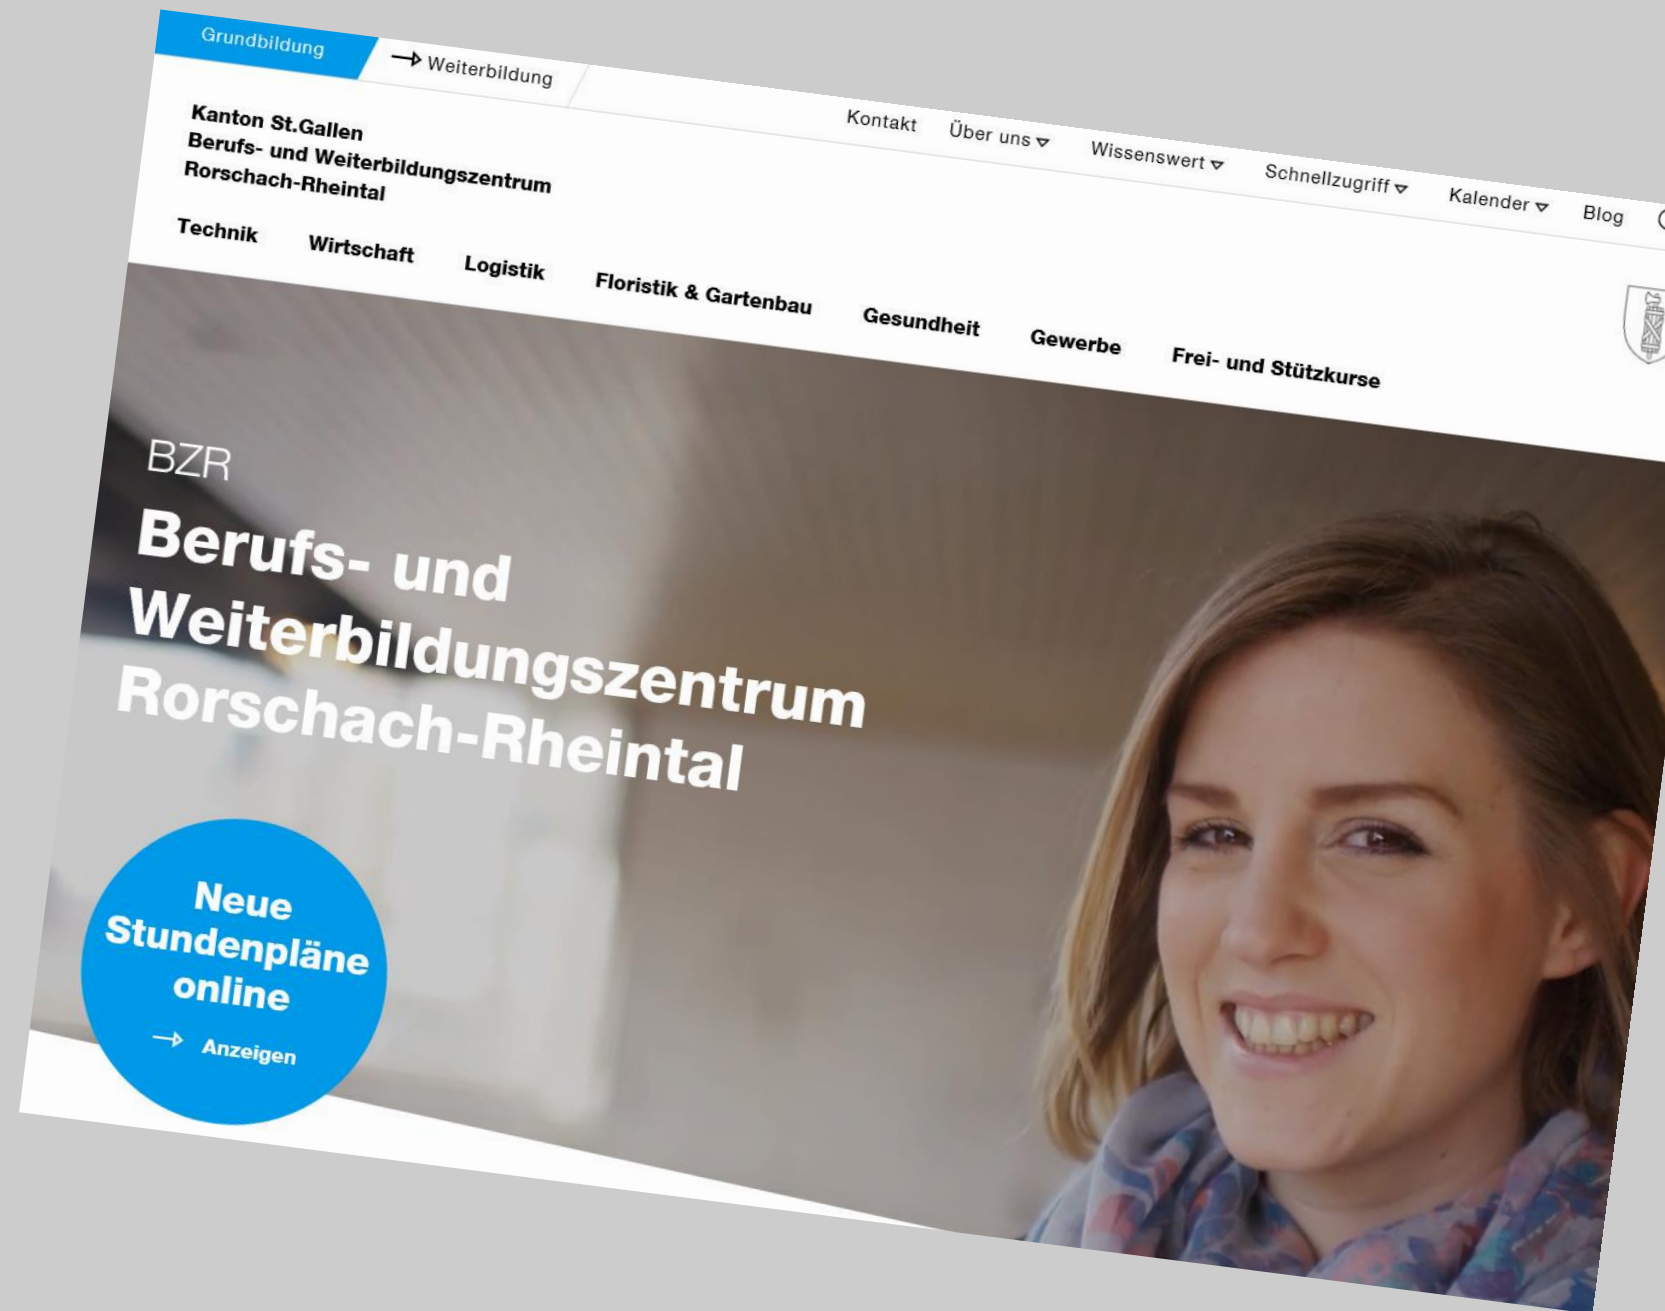 Grundbildung
Weiterbildung
Kontakt Über uns Wissenswert Schnellzugriff Kalender Blog
Kanton St.Gallen
Berufs- und Weiterbildungszentrum
Rorschach-Rheintal
Technik Wirtschaft Logistik Floristik & Gartenbau Gesundheit Gewerbe Frei- und Stützkurse
BZR
Berufs- und
Weiterbildungszentrum
Rorschach-Rheintal
Neue
Stundenpläne
online
Anzeigen